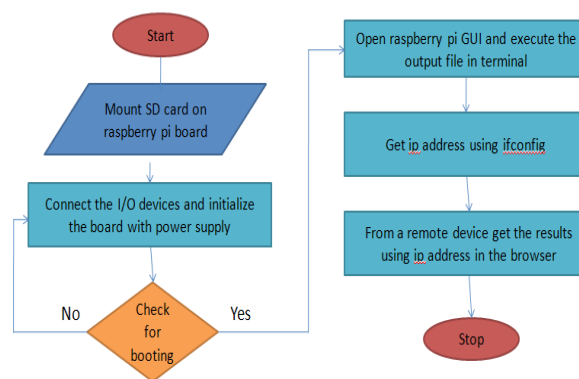 Start
Mount SD card on
raspberry pi board
Connect the I/O devices and initialize
the board with power supply
Check
for
booting
No
Yes
Open raspberry pi GUI and execute the
output file in terminal
Get ip address using ifconfig
From a remote device get the results
using ip address in the browser
Stop